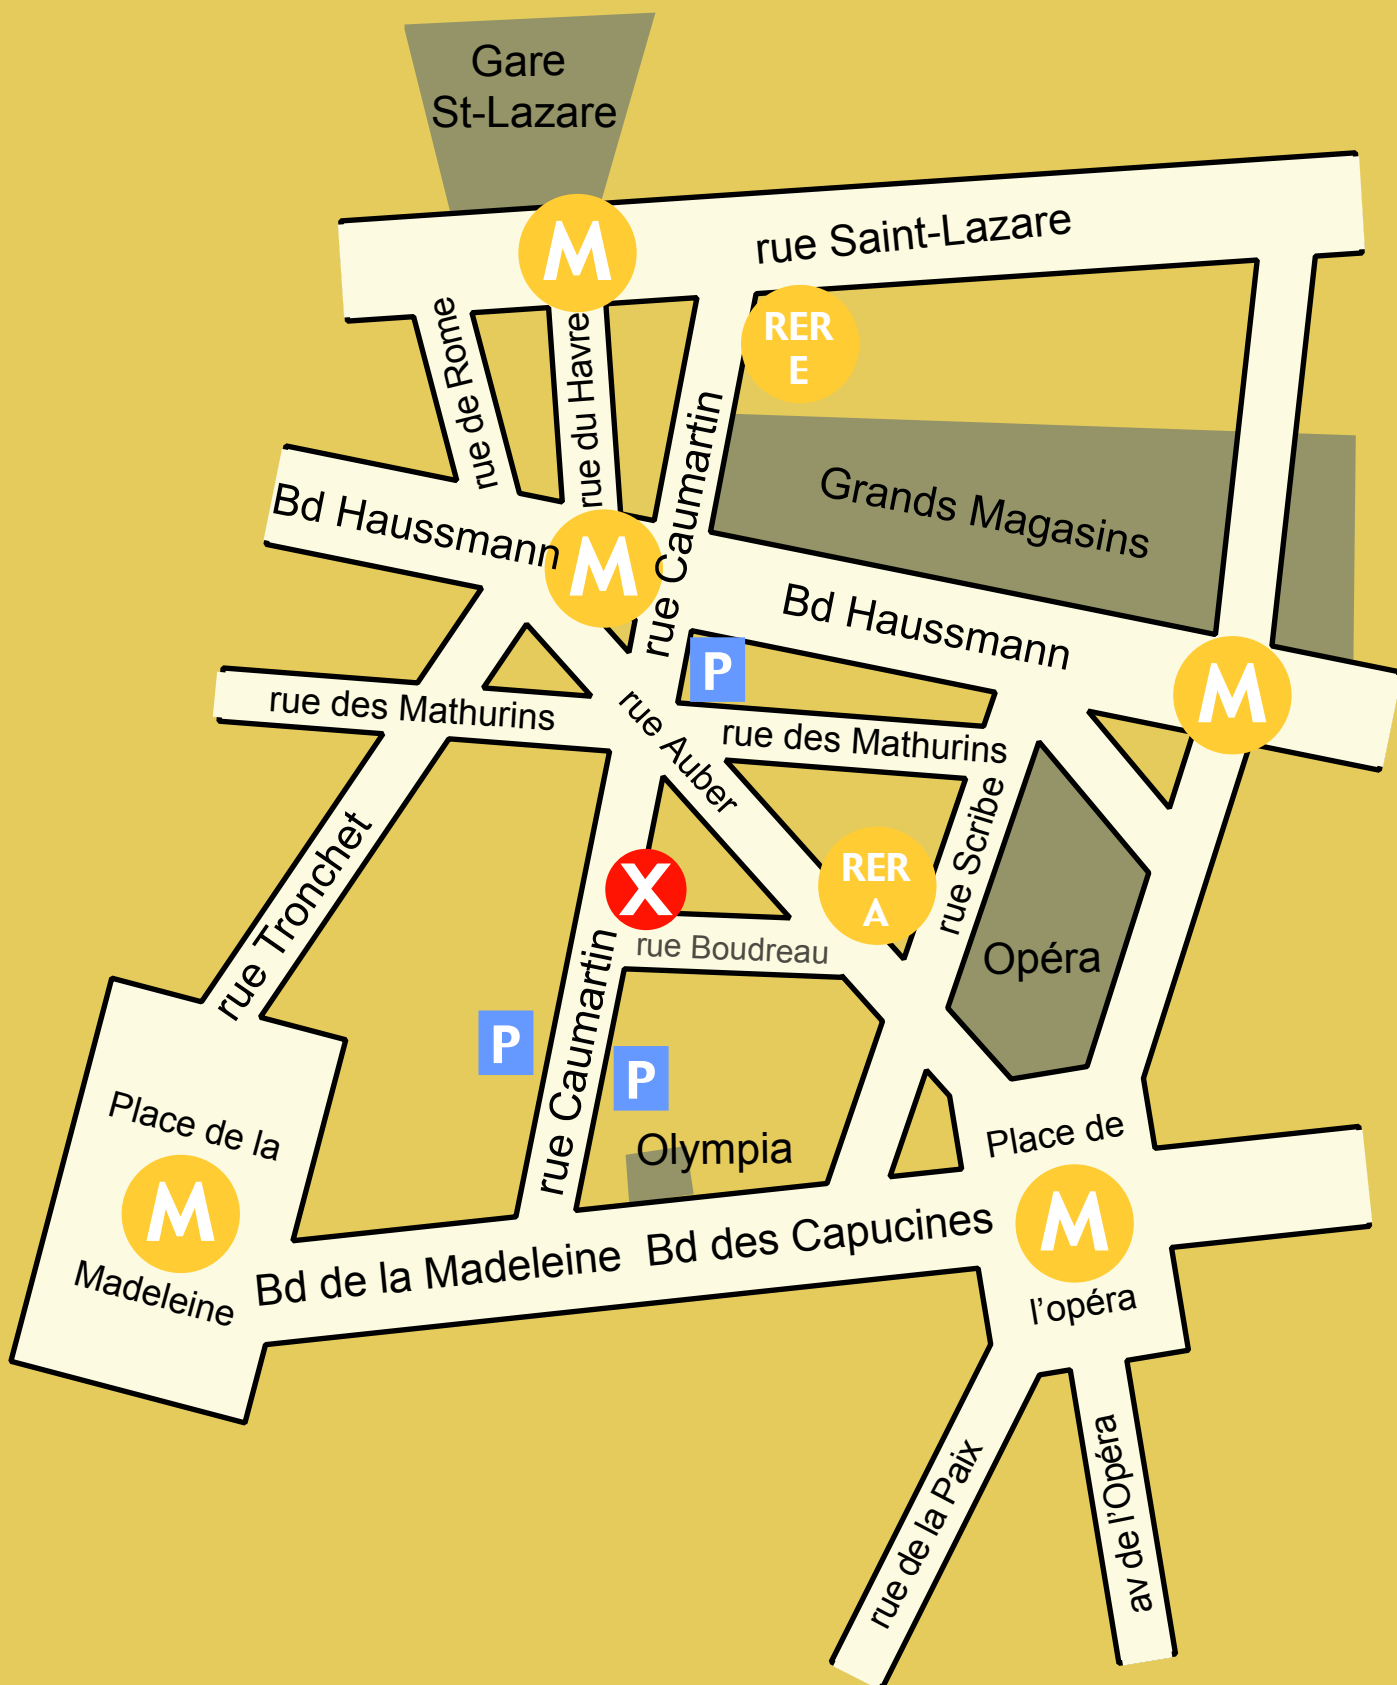 Gare
St-Lazare
M
rue Saint-Lazare
RER
E
rue de Rome
rue du Havre
rue Caumartin
Grands Magasins
Bd Haussmann
M
Bd Haussmann
P
M
rue des Mathurins
rue Auber
rue des Mathurins
rue Tronchet
rue Scribe
X
RER
A
rue Boudreau
Opéra
P
rue Caumartin
P
Olympia
Place de la
M
Madeleine
Place de
M
l'opéra
Bd de la Madeleine
Bd des Capucines
rue de la Paix
av de l'Opéra